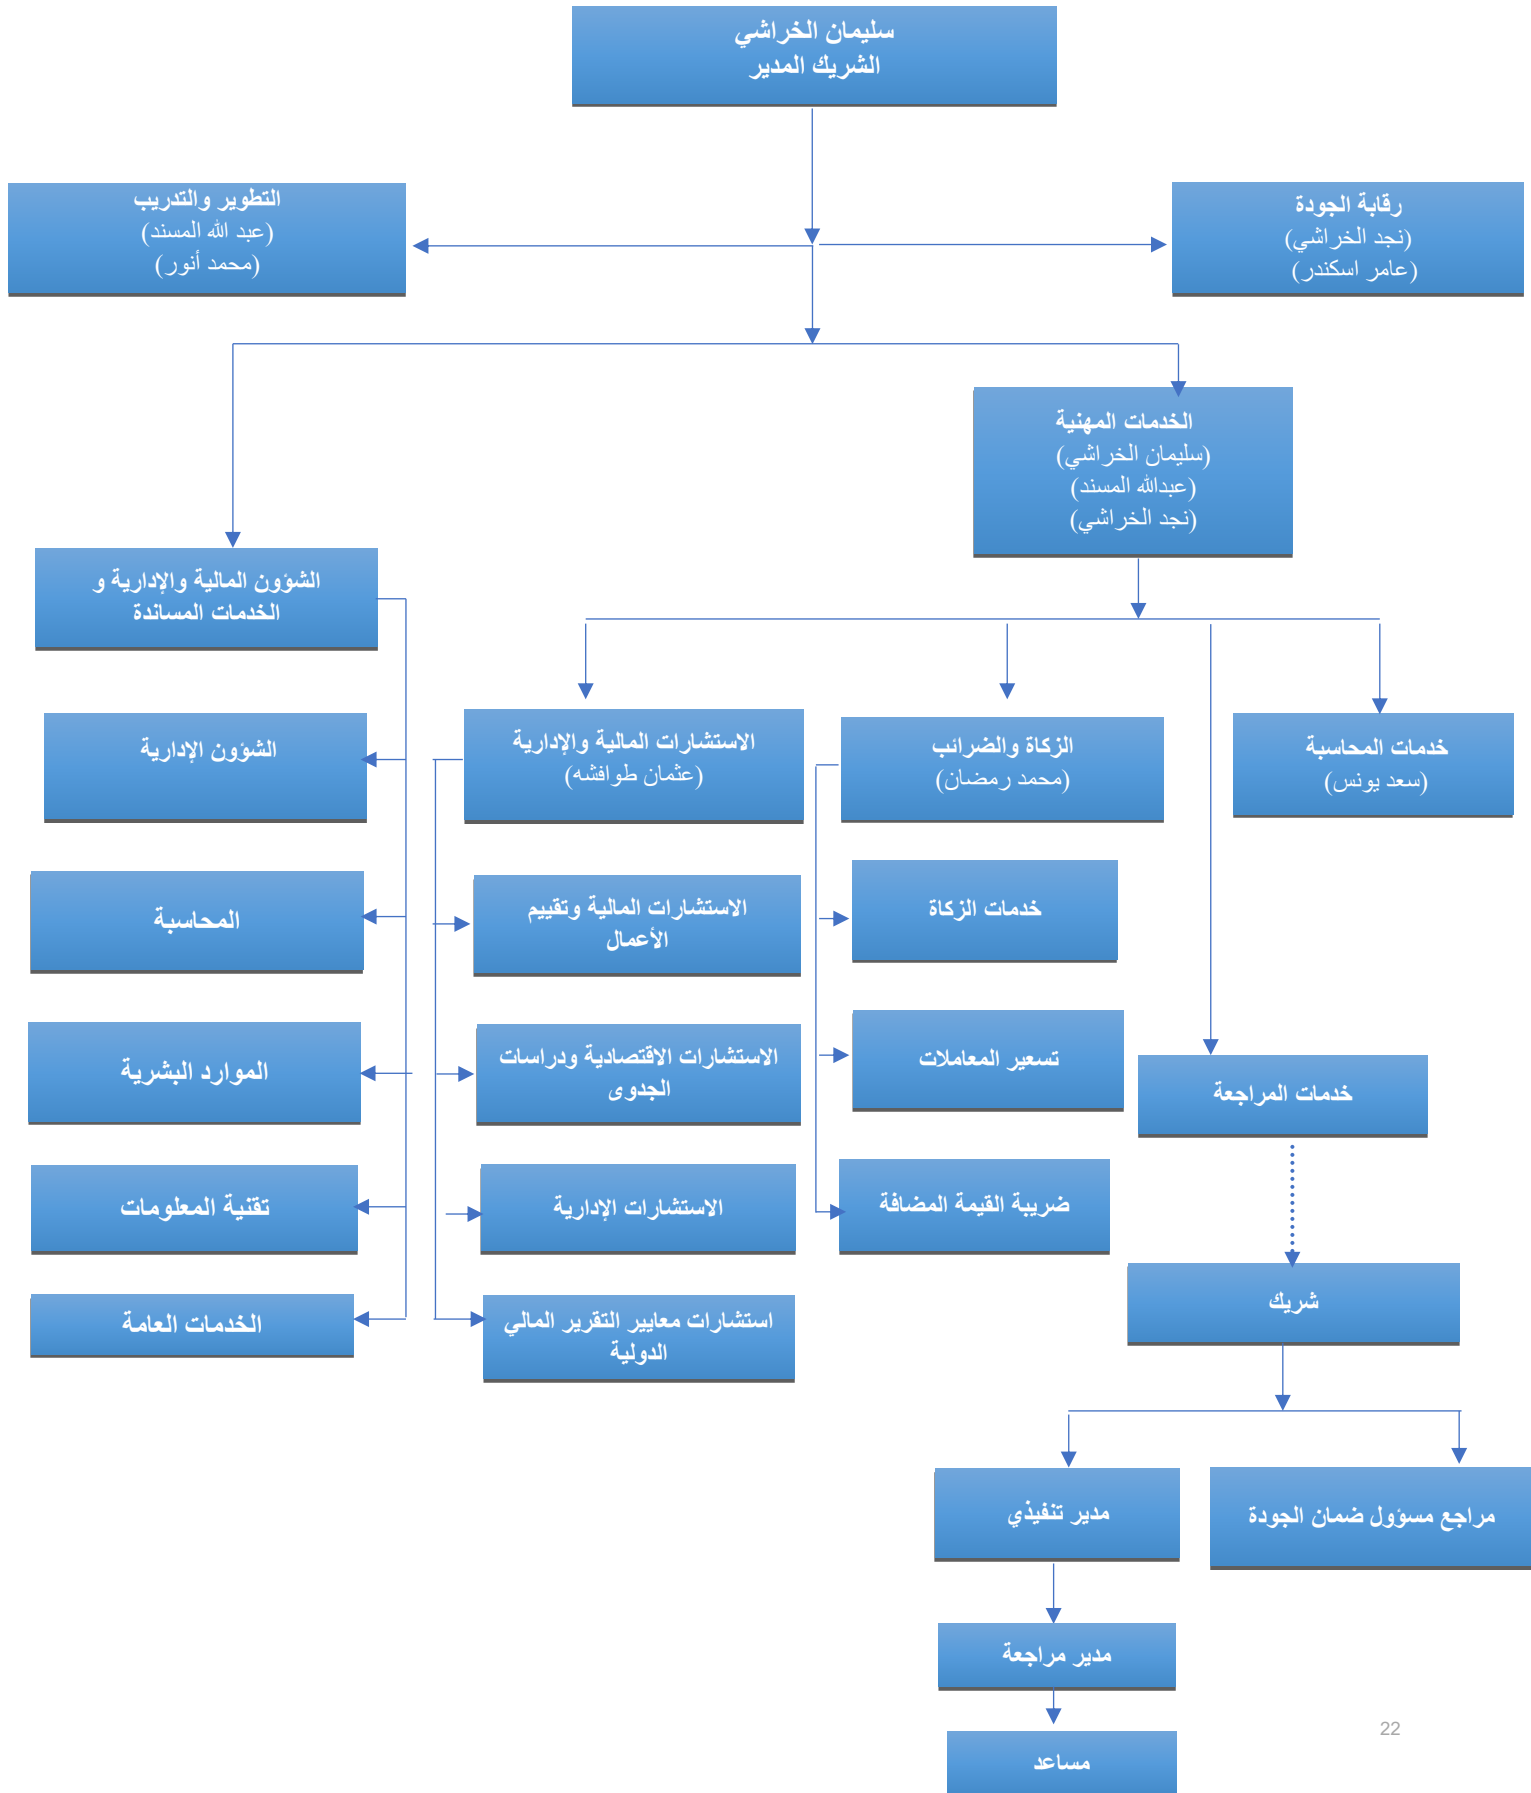 سليمان الخراشي
الشريك المدير
رقابة الجودة
(نجد الخراشي)
(عامر اسكندر)
التطوير والتدريب
(عبد الله المسند)
(محمد أنور)
الخدمات المهنية
(سليمان الخراشي)
(عبدالله المسند)
(نجد الخراشي)
الشؤون المالية والإدارية و
الخدمات المساندة
خدمات المحاسبة
(سعد يونس)
الزكاة والضرائب
(محمد رمضان)
الاستشارات المالية والإدارية
(عثمان طوافشه)
الشؤون الإدارية
خدمات الزكاة
الاستشارات المالية وتقييم
الأعمال
المحاسبة
تسعير المعاملات
الاستشارات الاقتصادية ودراسات
الجدوى
الموارد البشرية
خدمات المراجعة
ضريبة القيمة المضافة
الاستشارات الإدارية
تقنية المعلومات
شريك
استشارات معايير التقرير المالي
الدولية
الخدمات العامة
مراجع مسؤول ضمان الجودة
مدير تنفيذي
مدير مراجعة
مساعد
22